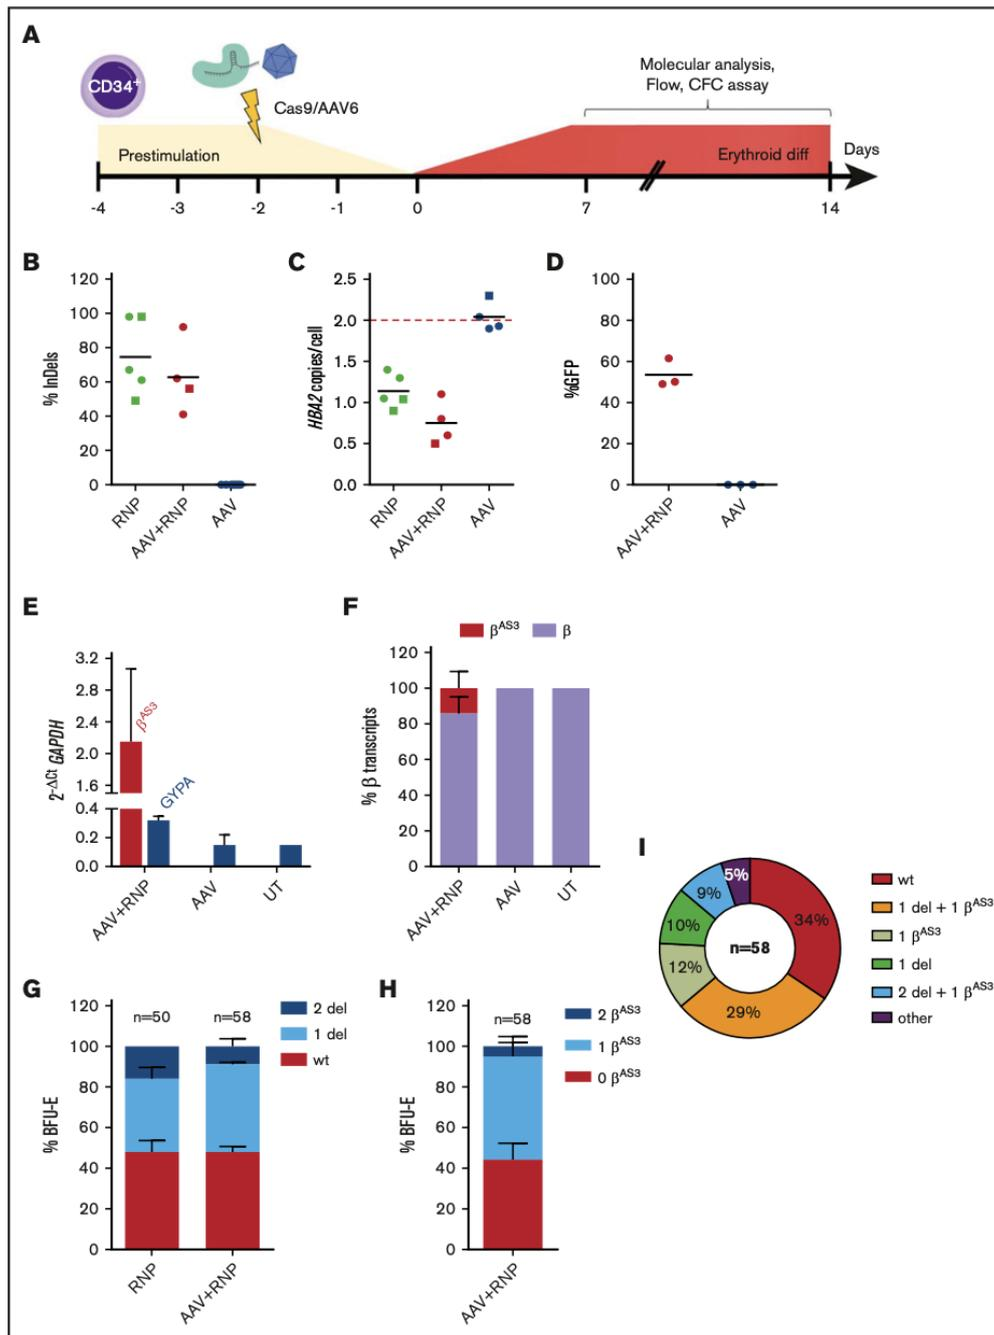 A
CD34+
Cas9/AAV6
Molecular analysis,
Flow, CFC assay
Prestimulation
Erythroid diff
Days
-4 -3 -2 -1 0 7 14
B
% InDels
120
100
80
60
40
20
0
RNP
AAV+RNP
AAV
C
HBA2 copies/cell
2.5
2.0
1.5
1.0
0.5
0.0
RNP
AAV+RNP
AAV
D
%GFP
100
80
60
40
20
0
AAV+RNP
AAV
E
2-ΔCt GAPDH
3.2
2.8
2.4
2.0
1.6
0.4
0.2
0.0
βAS3
GYPA
AAV+RNP
AAV
UT
F
βAS3 β
% β transcripts
120
100
80
60
40
20
0
AAV+RNP
AAV
UT
G
% BFU-E
120
100
80
60
40
20
0
n=50 n=58
2 del
1 del
wt
RNP
AAV+RNP
H
% BFU-E
120
100
80
60
40
20
0
n=58
2 βAS3
1 βAS3
0 βAS3
AAV+RNP
I
5%
9%
10%
12%
29%
34%
n=58
wt
1 del + 1 βAS3
1 βAS3
1 del
2 del + 1 βAS3
other